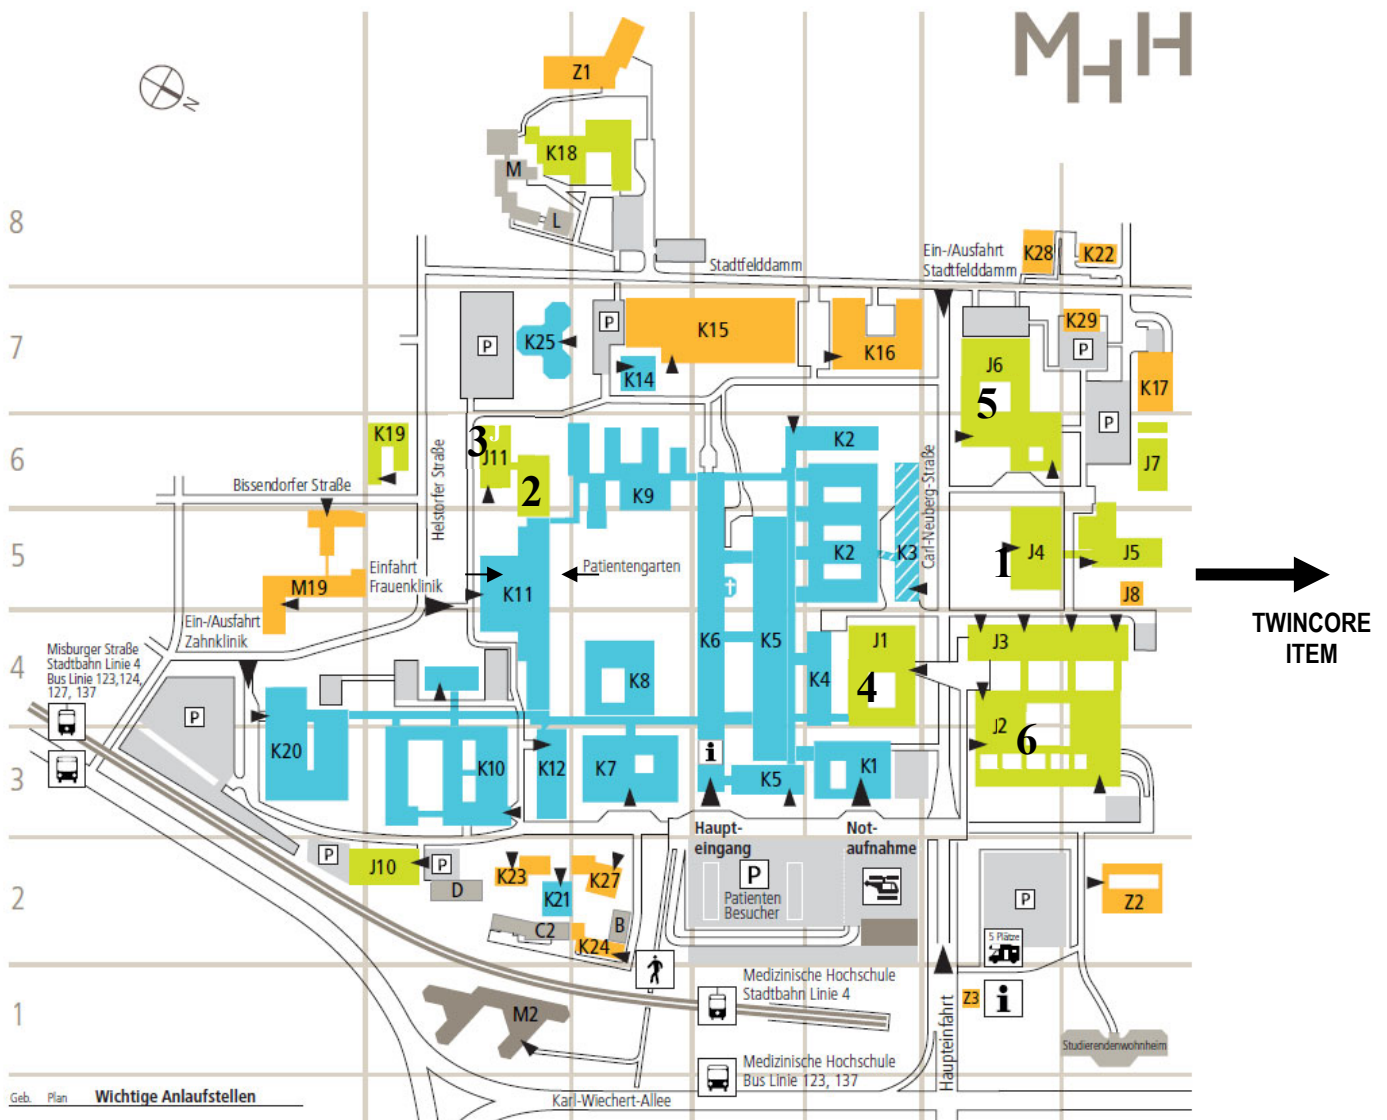 MHH
N
Z1
K18
M
L
8
Stadtfelddamm
Ein-/Ausfahrt
Stadtfelddamm
K28
K22
7
P
K25
P
K15
K14
K16
J6
5
K29
P
K17
P
6
K19
3
J
J11
2
K9
K2
J7
Bissendorfer Straße
Helstorfer Straße
Carl-Neuberg-Straße
5
M19
Einfahrt
Frauenklinik
K11
Patientengarten
K2
K3
1
J4
J5
J8
TWINCORE
ITEM
Ein-/Ausfahrt
Zahnklinik
4
Misburger Straße
Stadtbahn Linie 4
Bus Linie 123,124,
127, 137
P
K8
K6
K5
K4
J1
4
J3
J2
6
3
K20
K10
K12
K7
i
K5
K1
Haupt-
eingang
Not-
aufnahme
2
P
J10
P
D
K23
K21
K27
C2
B
K24
P
Patienten
Besucher
P
5 Plätze
Z2
1
M2
Medizinische Hochschule
Stadtbahn Linie 4
Haupteinfahrt
Z3
i
Studierendenwohnheim
Medizinische Hochschule
Bus Linie 123, 137
Geb. Plan Wichtige Anlaufstellen
Karl-Wiechert-Allee